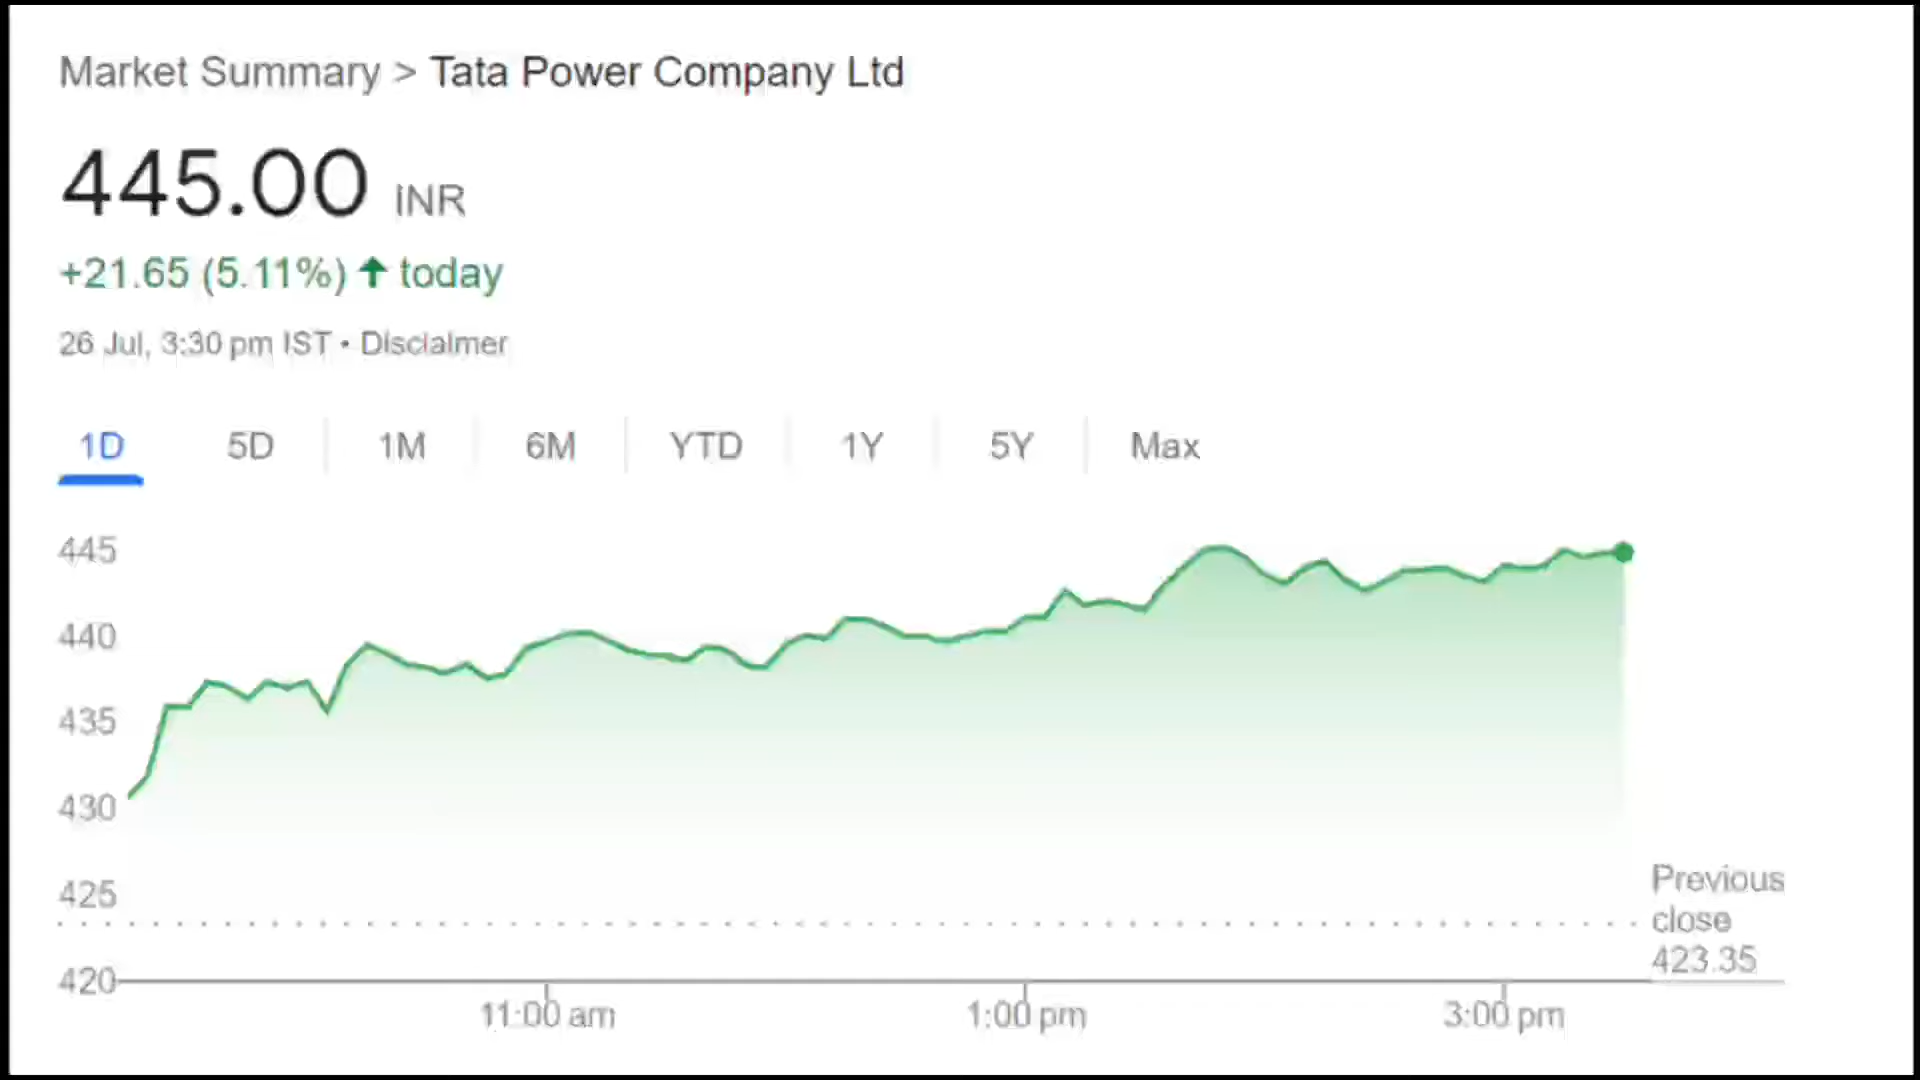 Market Summary > Tata Power Company Ltd
445.00 INR
+21.65 (5.11%) ↑ today
26 Jul, 3:30 pm IST • Disclaimer
1D 5D 1M 6M YTD 1Y 5Y Max
445
440
435
430
425
420
Previous
close
423.35
11:00 am 1:00 pm 3:00 pm